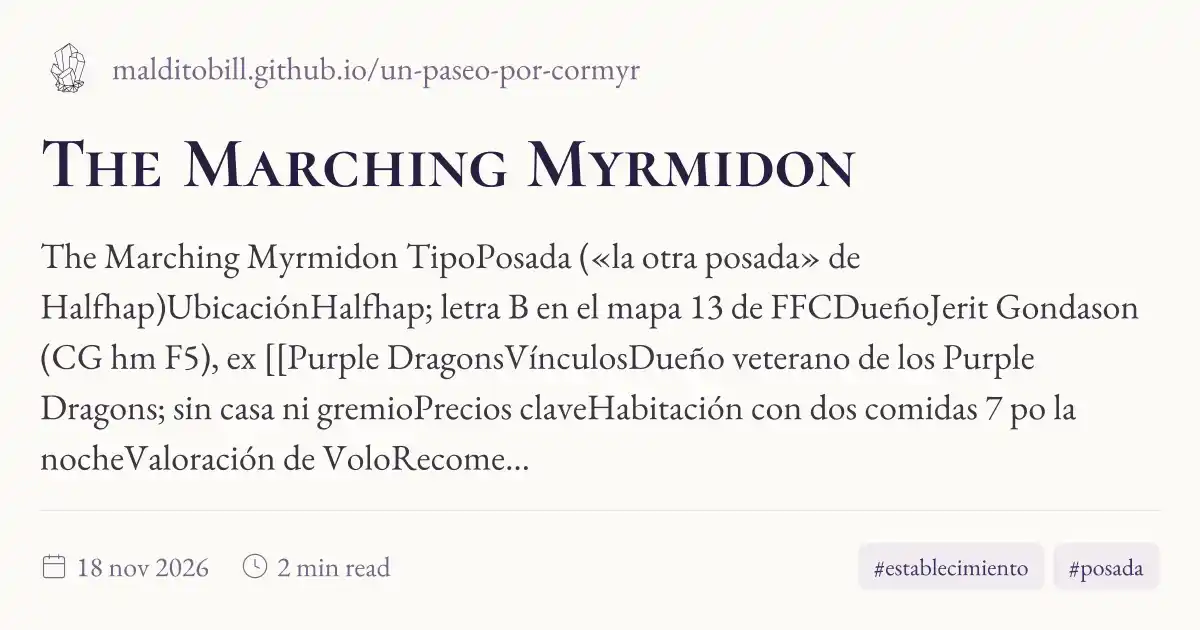 malditobill.github.io/un-paseo-por-cormyr
The Marching Myrmidon
The Marching Myrmidon TipoPosada («la otra posada» de
Halfhap)UbicaciónHalfhap; letra B en el mapa 13 de FFCDueñoJerit Gondason
(CG hm F5), ex [[Purple DragonsVínculosDueño veterano de los Purple
Dragons; sin casa ni gremioPrecios claveHabitación con dos comidas 7 po la
nocheValoración de VoloRecome...
18 nov 2026
2 min read
#establecimiento
#posada